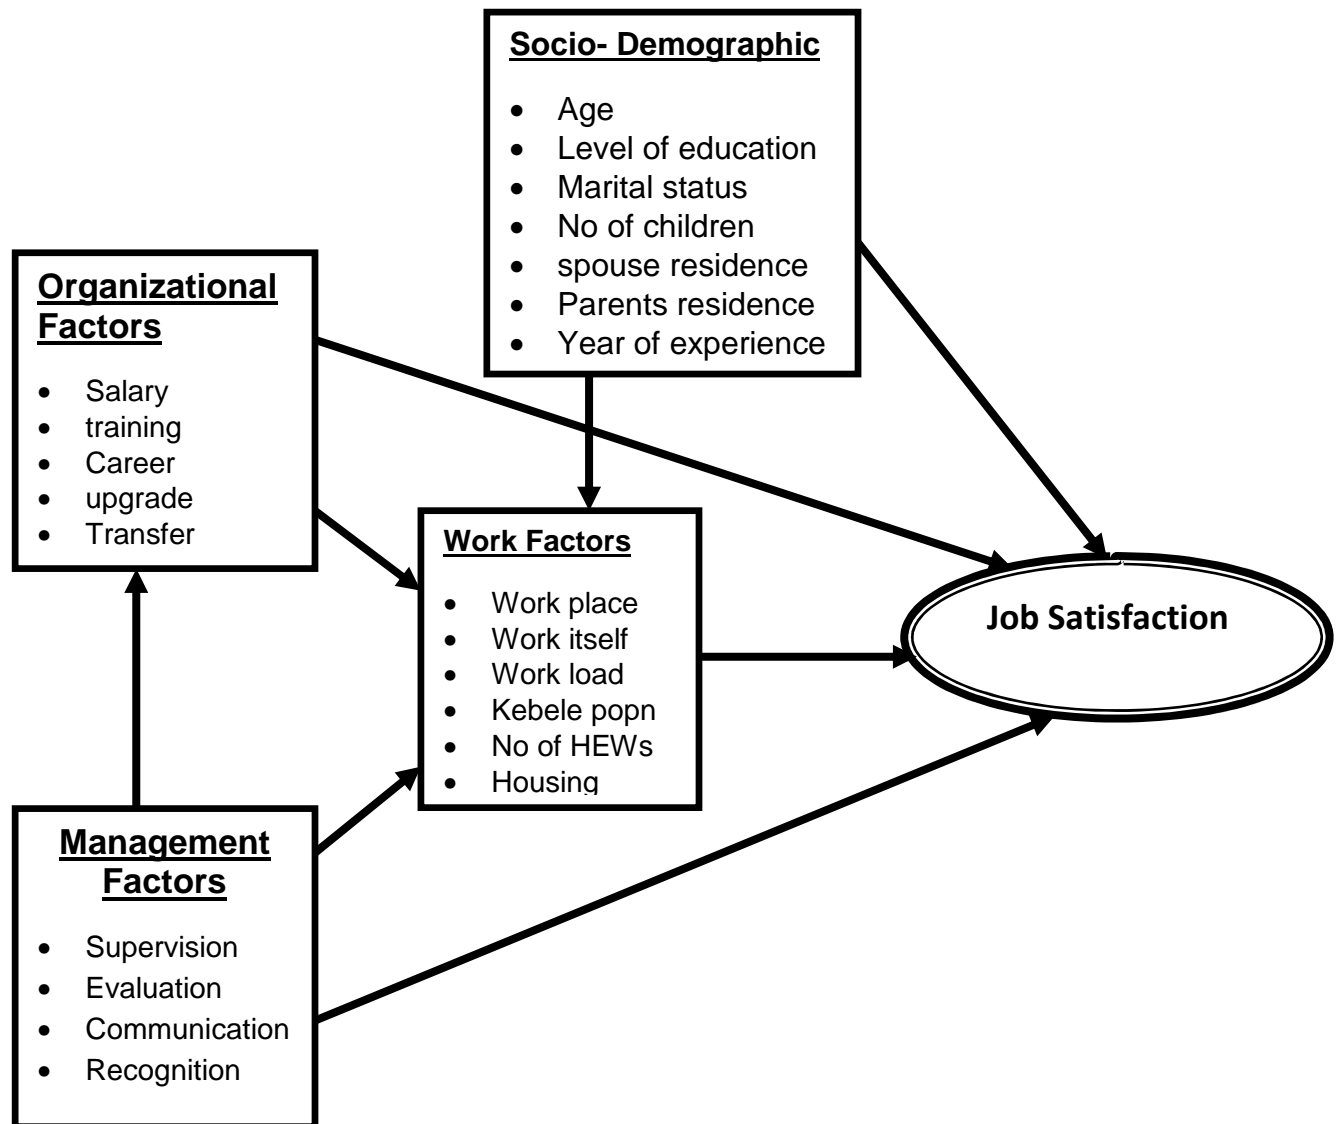 Socio- Demographic
• Age
• Level of education
• Marital status
• No of children
• spouse residence
• Parents residence
• Year of experience
Organizational
Factors
• Salary
• training
• Career
• upgrade
• Transfer
Work Factors
• Work place
• Work itself
• Work load
• Kebele popn
• No of HEWs
• Housing
Job Satisfaction
Management
Factors
• Supervision
• Evaluation
• Communication
• Recognition